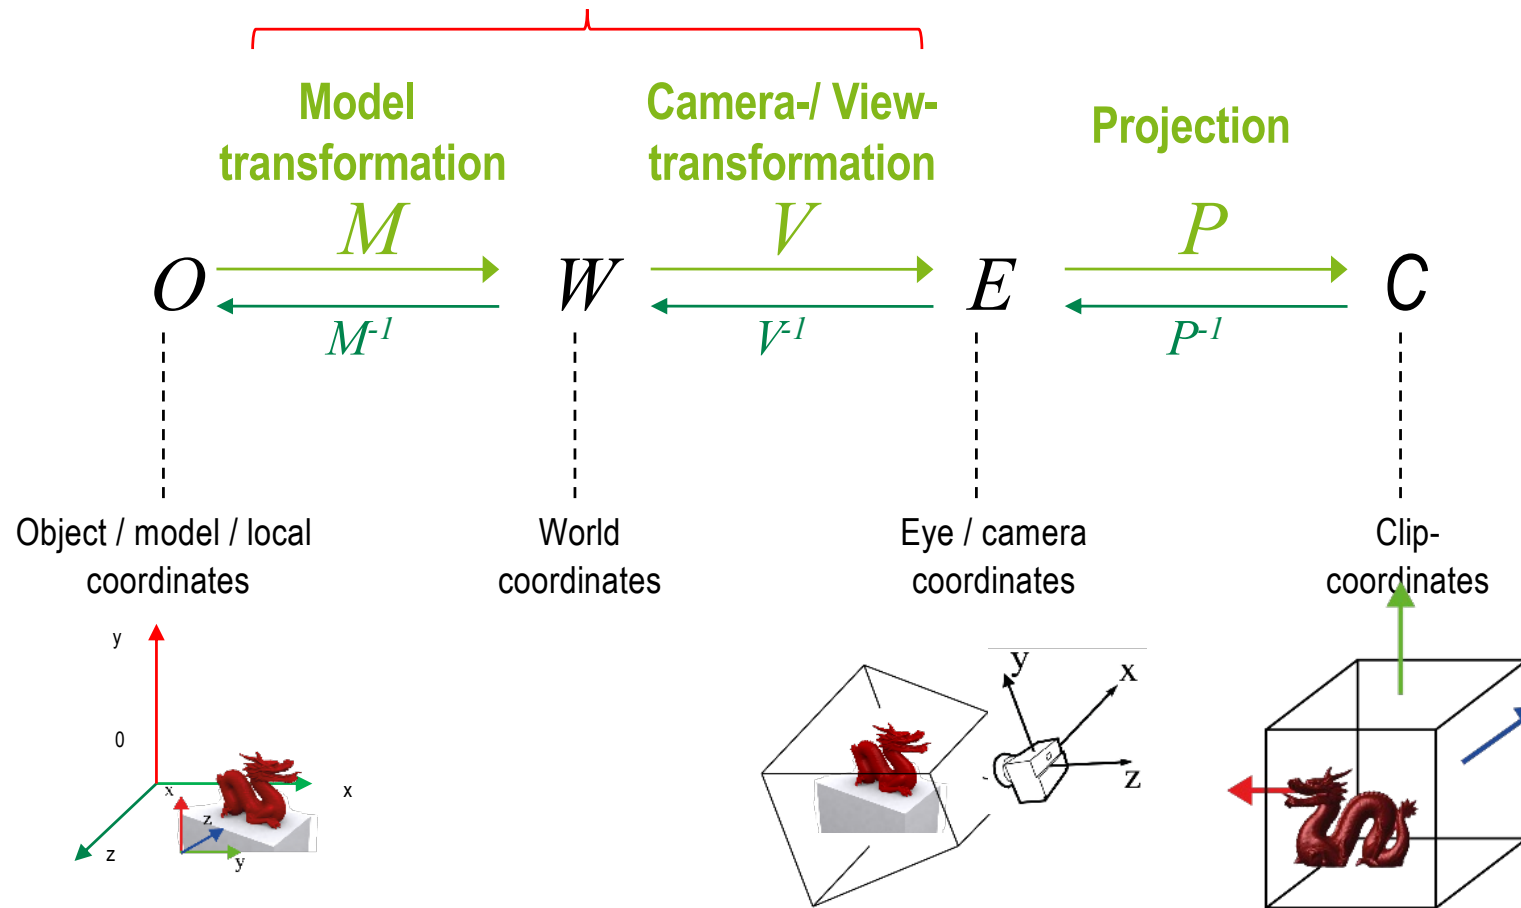 Model
transformation
Camera-/ View-
transformation
Projection
M
V
P
O
W
E
C
M-1
V-1
P-1
Object / model / local
coordinates
World
coordinates
Eye / camera
coordinates
Clip-
coordinates
y
0
x
z
x
z
y
y
x
z